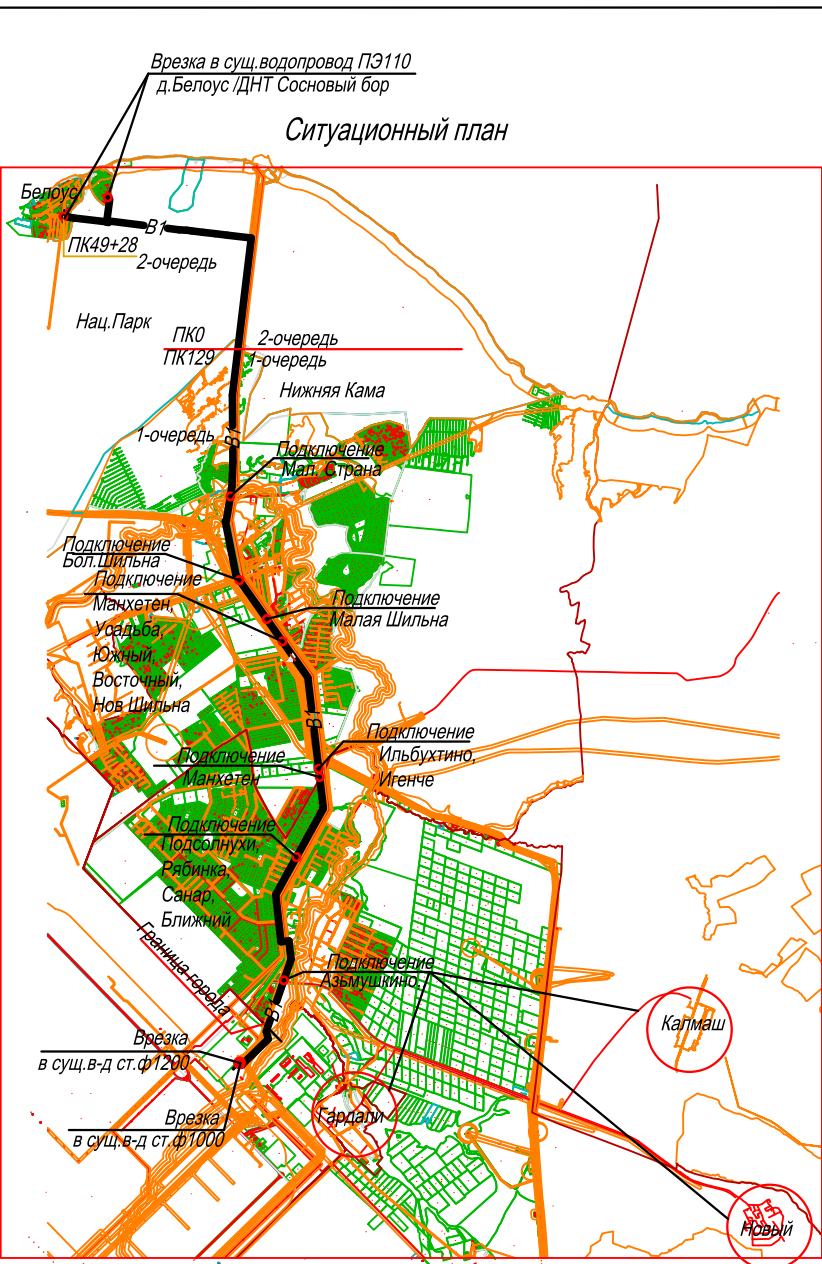 Врезка в сущ.водопровод ПЭ110
д.Белоус /ДНТ Сосновый бор
Ситуационный план
Белоус
В1
ПК49+28
2-очередь
Нац.Парк
ПК0
2-очередь
ПК129
1-очередь
Нижняя Кама
1-очередь
В1
Подключение
Мал. Страна
Подключение
Бол.Шильна
Подключение
Манхетен,
Усадьба,
Южный,
Восточный,
Нов Шильна
Подключение
Малая Шильна
В1
Подключение
Ильбухтино,
Игенче
Подключение
Манхетен
Подключение
Подсолнухи,
Рябинка,
Санар,
Ближний
Граница города
Подключение
Азьмушкино,
В1
Калмаш
Врезка
в сущ.в-д ст.ф1200
Врезка
в сущ.в-д ст.ф1000
Гардали
Новый